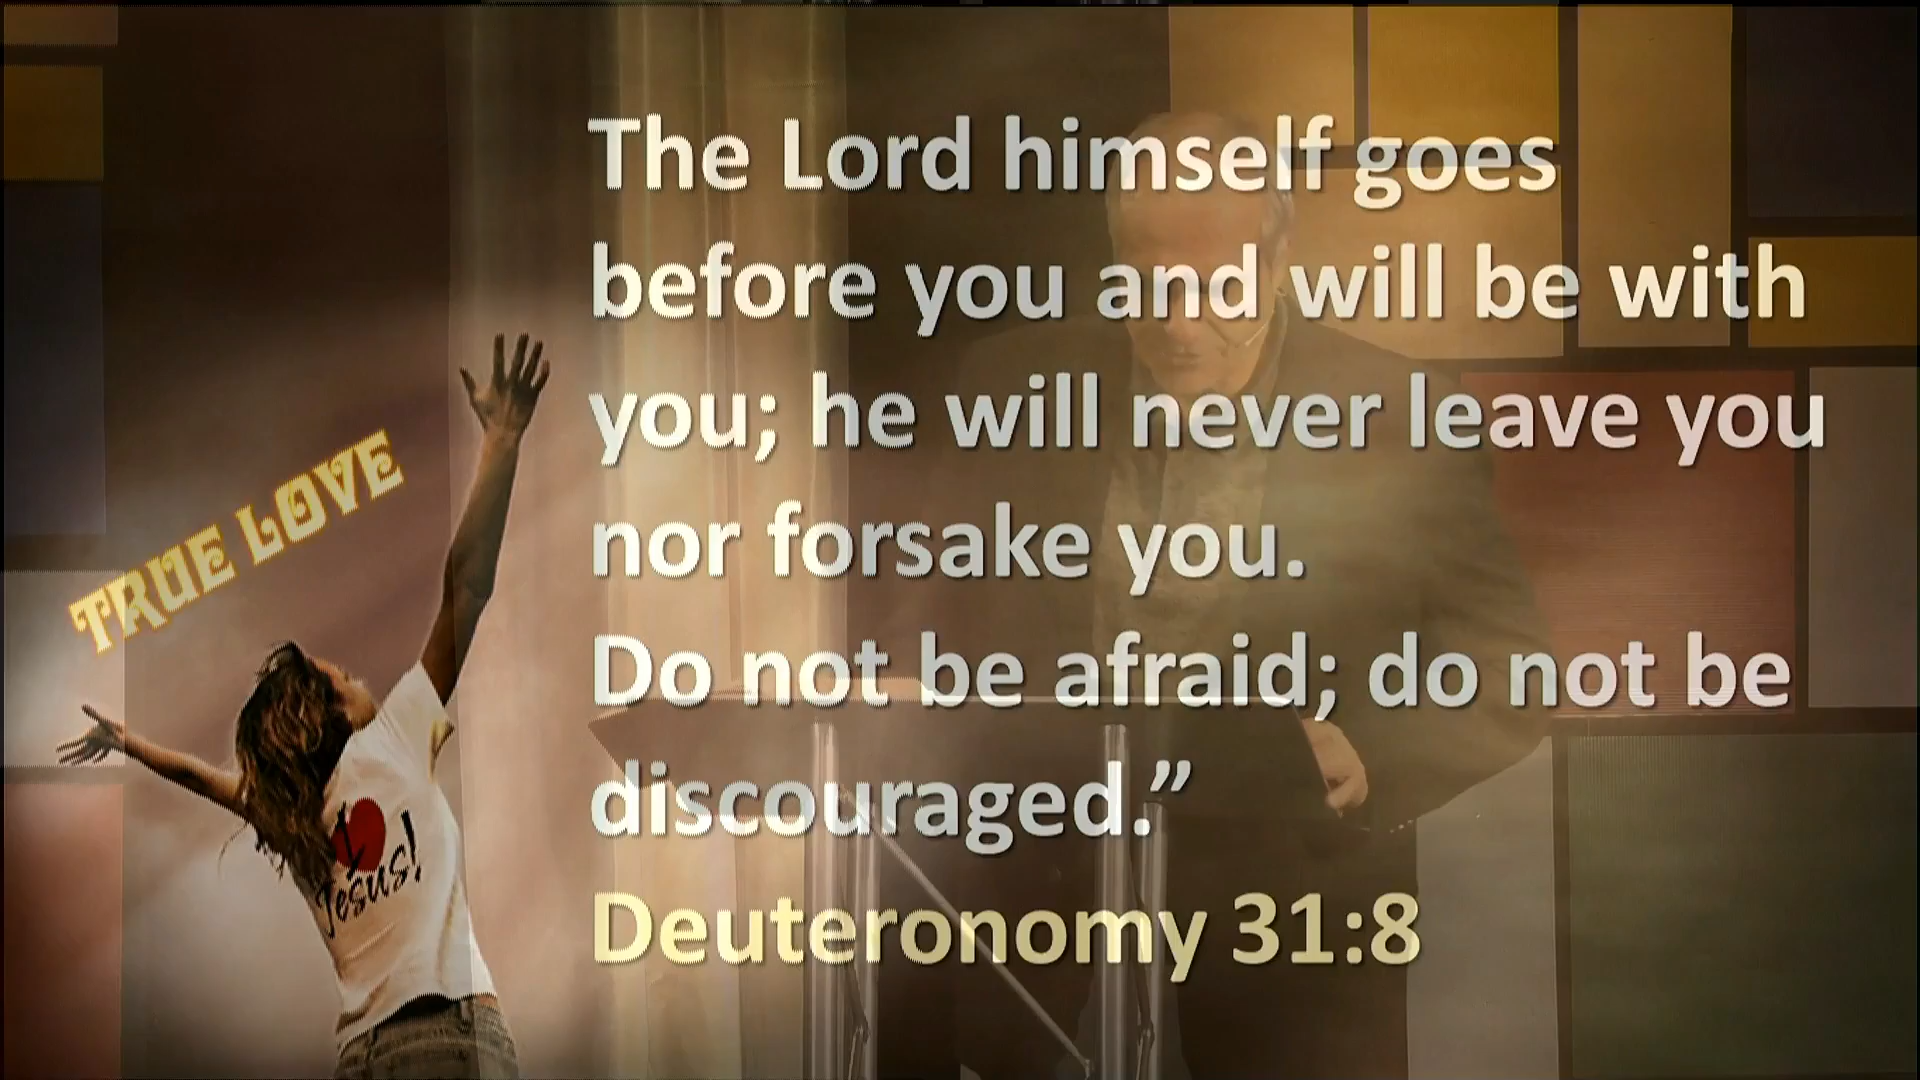 The Lord himself goes
before you and will be with
you; he will never leave you
nor forsake you.
Do not be afraid; do not be
discouraged.”
Deuteronomy 31:8
TRUE LOVE
I
Jesus!